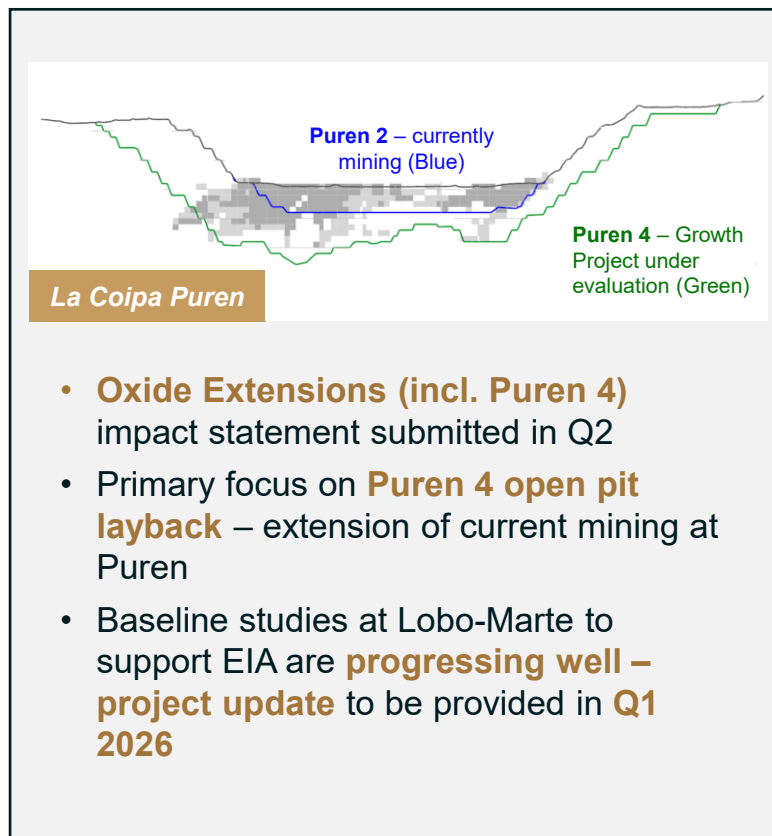 Puren 2 – currently
mining (Blue)
Puren 4 – Growth
Project under
evaluation (Green)
La Coipa Puren
• Oxide Extensions (incl. Puren 4)
impact statement submitted in Q2
• Primary focus on Puren 4 open pit
layback – extension of current mining at
Puren
• Baseline studies at Lobo-Marte to
support EIA are progressing well –
project update to be provided in Q1
2026